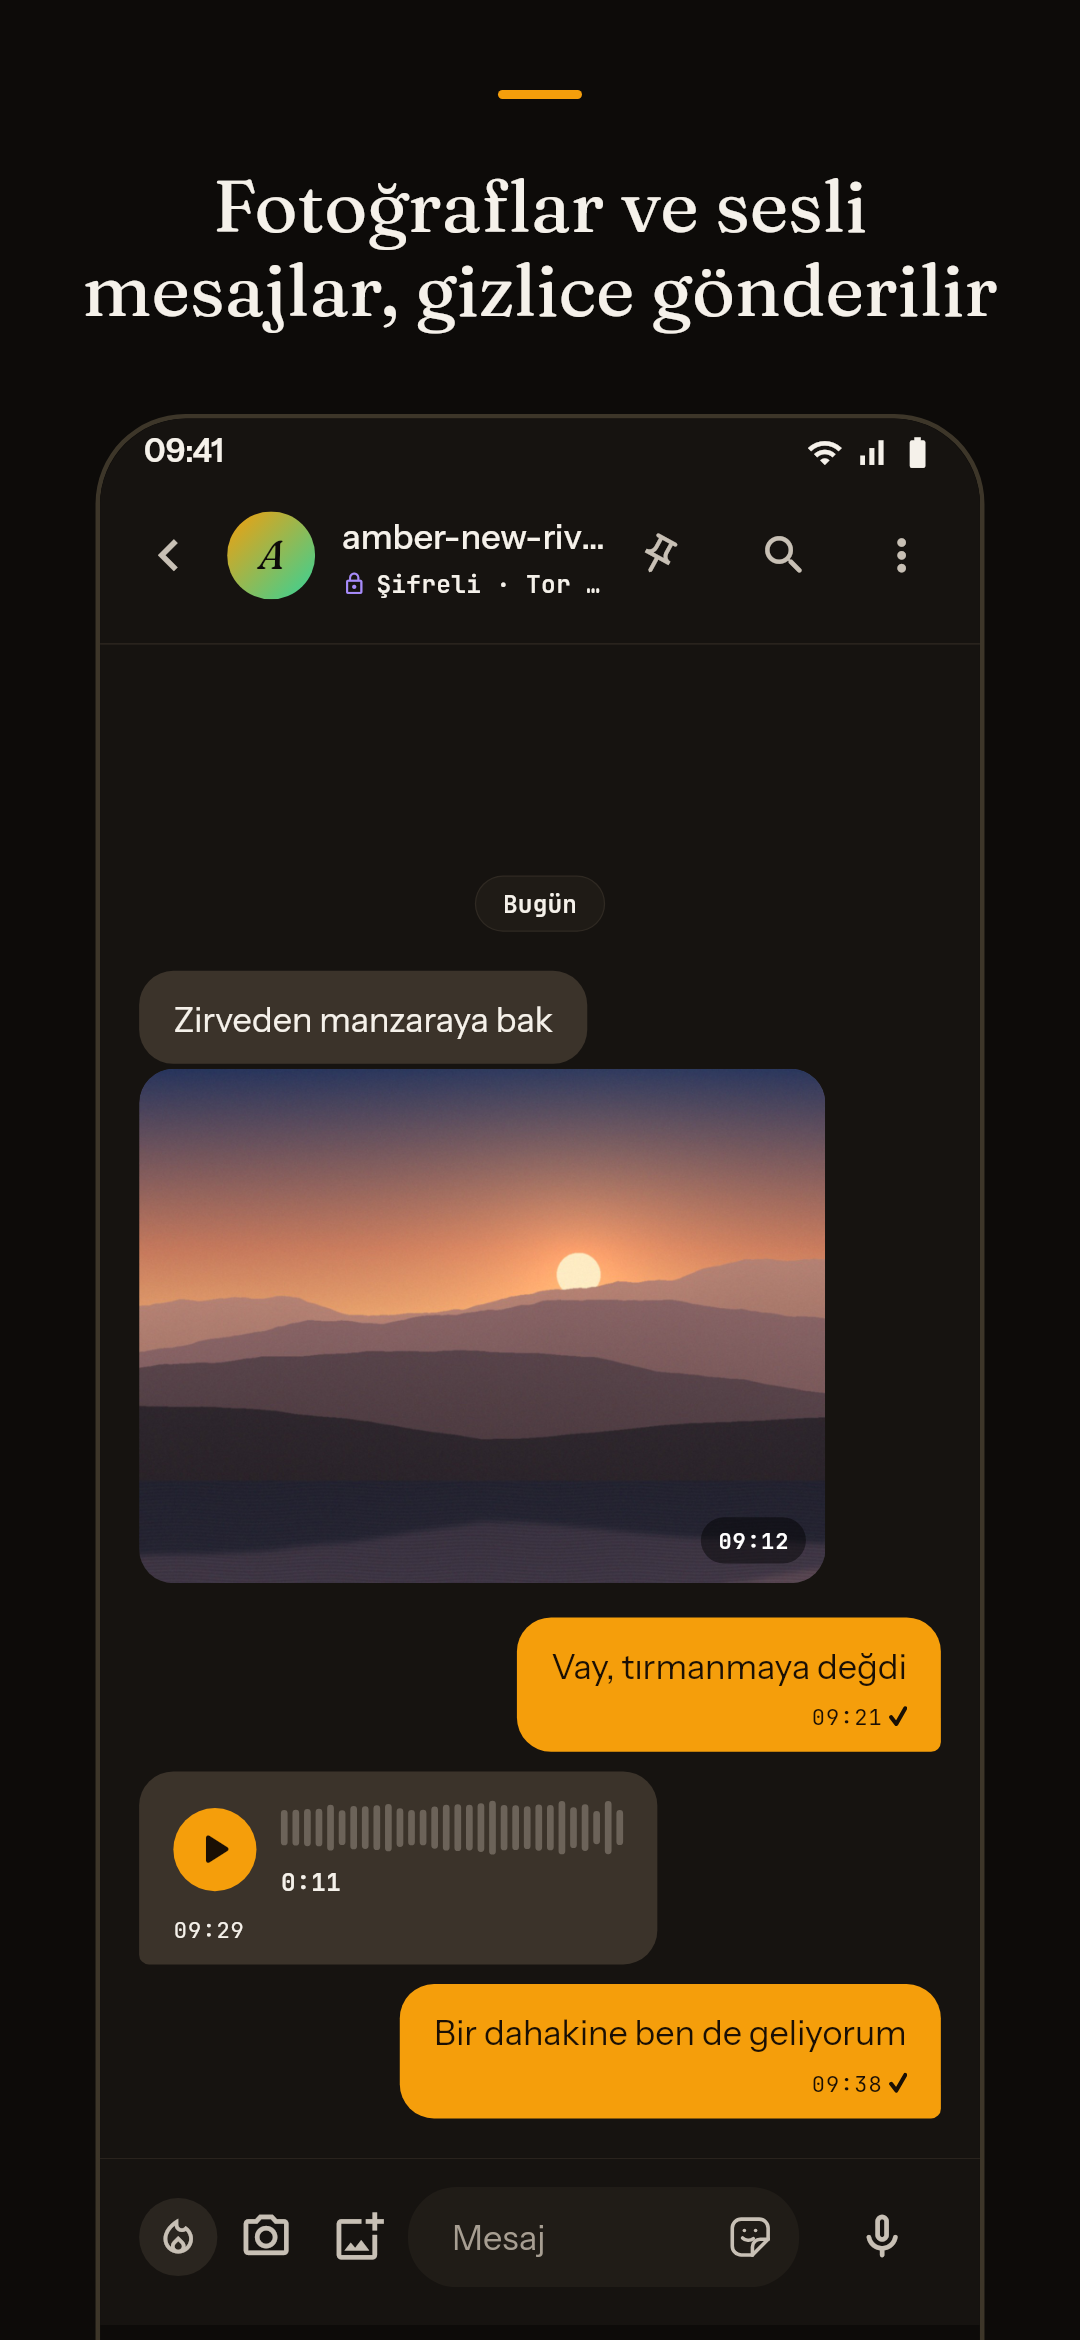 Fotoğraflar ve sesli
mesajlar, gizlice gönderilir
09:41
A
amber-new-riv...
Şifreli · Tor …
Bugün
Zirveden manzaraya bak
09:12
Vay, tırmanmaya değdi
09:21
0:11
09:29
Bir dahakine ben de geliyorum
09:38
Mesaj